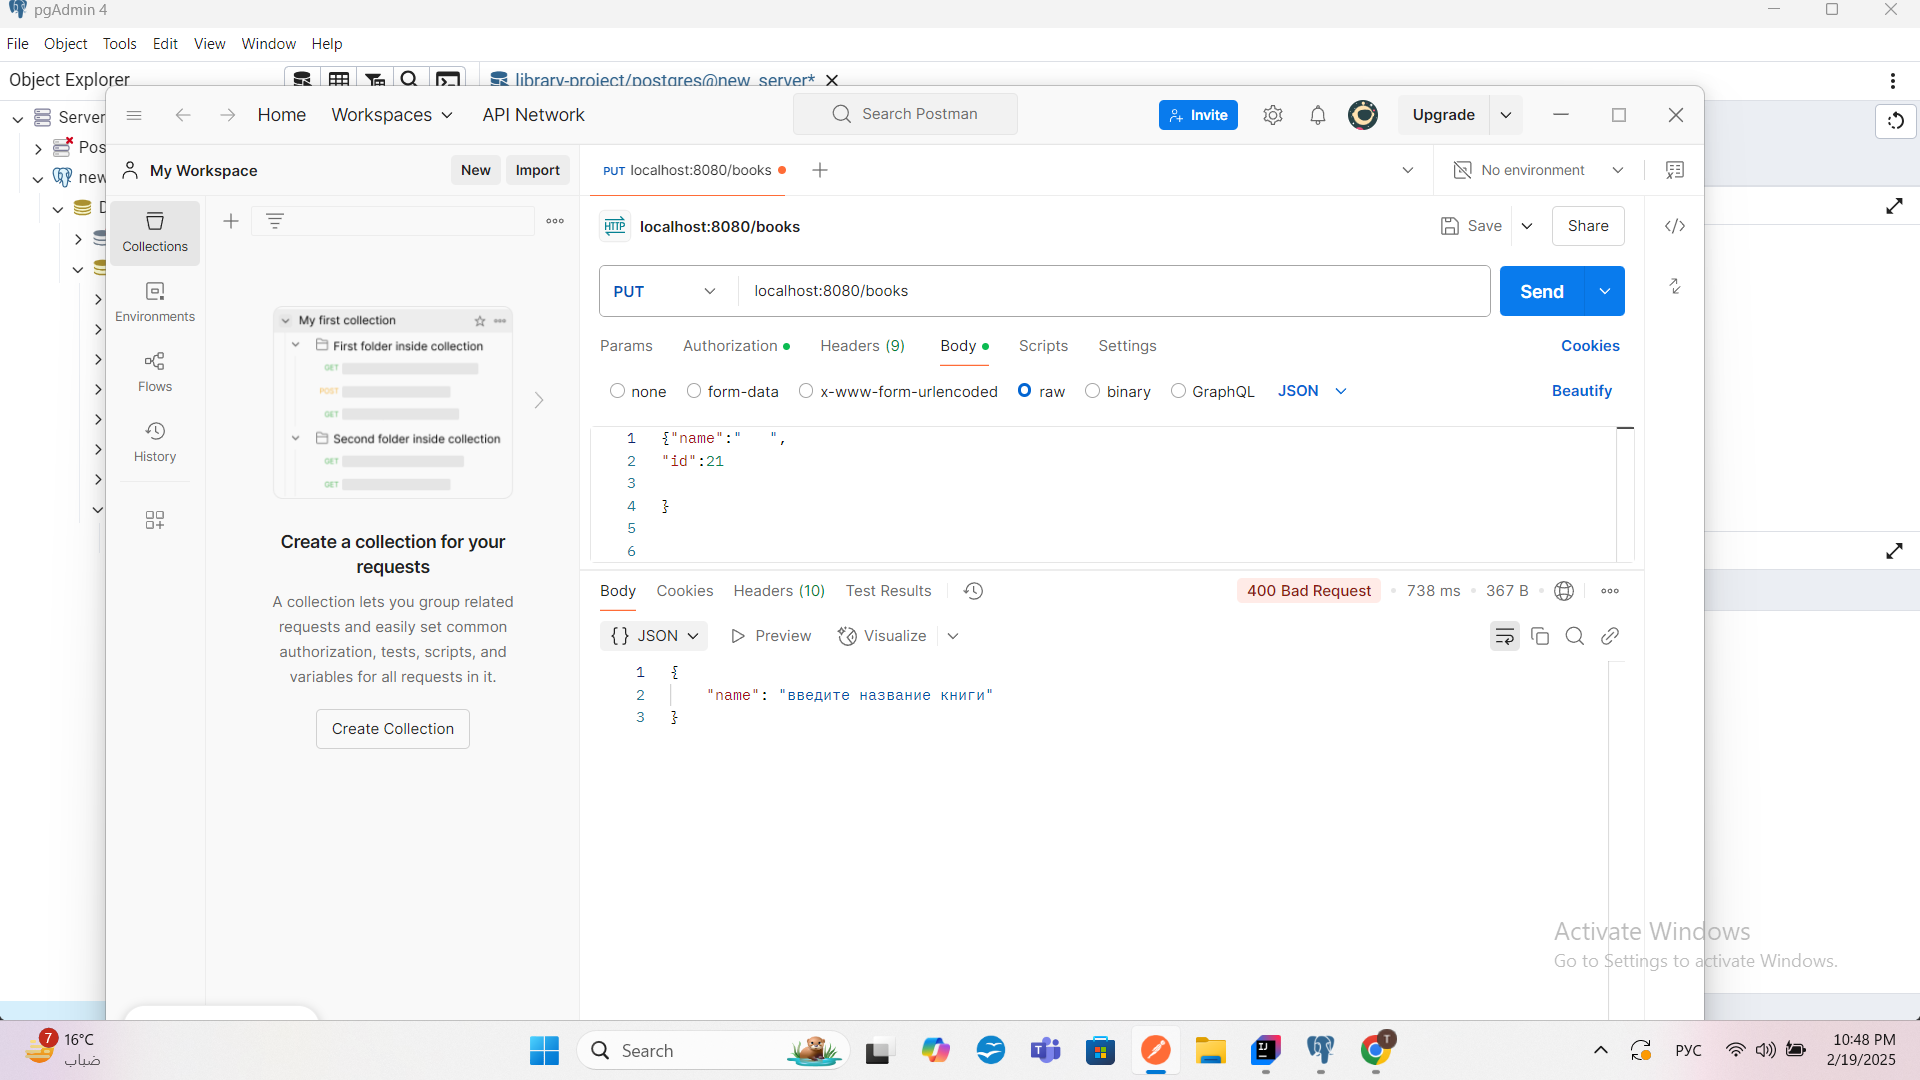 pgAdmin 4
File Object Tools Edit View Window Help
Object Explorer
library-project/postgres@new_server*
Server
Pos
new
D
Home Workspaces API Network
Search Postman
Invite
Upgrade
My Workspace
New
Import
PUT localhost:8080/books
No environment
Collections
Environments
Flows
History
My first collection
First folder inside collection
GET
POST
GET
Second folder inside collection
GET
GET
Create a collection for your
requests
A collection lets you group related
requests and easily set common
authorization, tests, scripts, and
variables for all requests in it.
Create Collection
HTTP localhost:8080/books
Save
Share
PUT localhost:8080/books
Send
Params Authorization Headers (9) Body Scripts Settings
Cookies
none form-data x-www-form-urlencoded raw binary GraphQL JSON
Beautify
1 {"name":"   ",
2 "id":21
3
4 }
5
6
Body Cookies Headers (10) Test Results
400 Bad Request • 738 ms • 367 B
{} JSON Preview Visualize
1 {
2 "name": "введите название книги"
3 }
Activate Windows
Go to Settings to activate Windows.
7
16°C
ضباب
Search
T
РУС
10:48 PM
2/19/2025